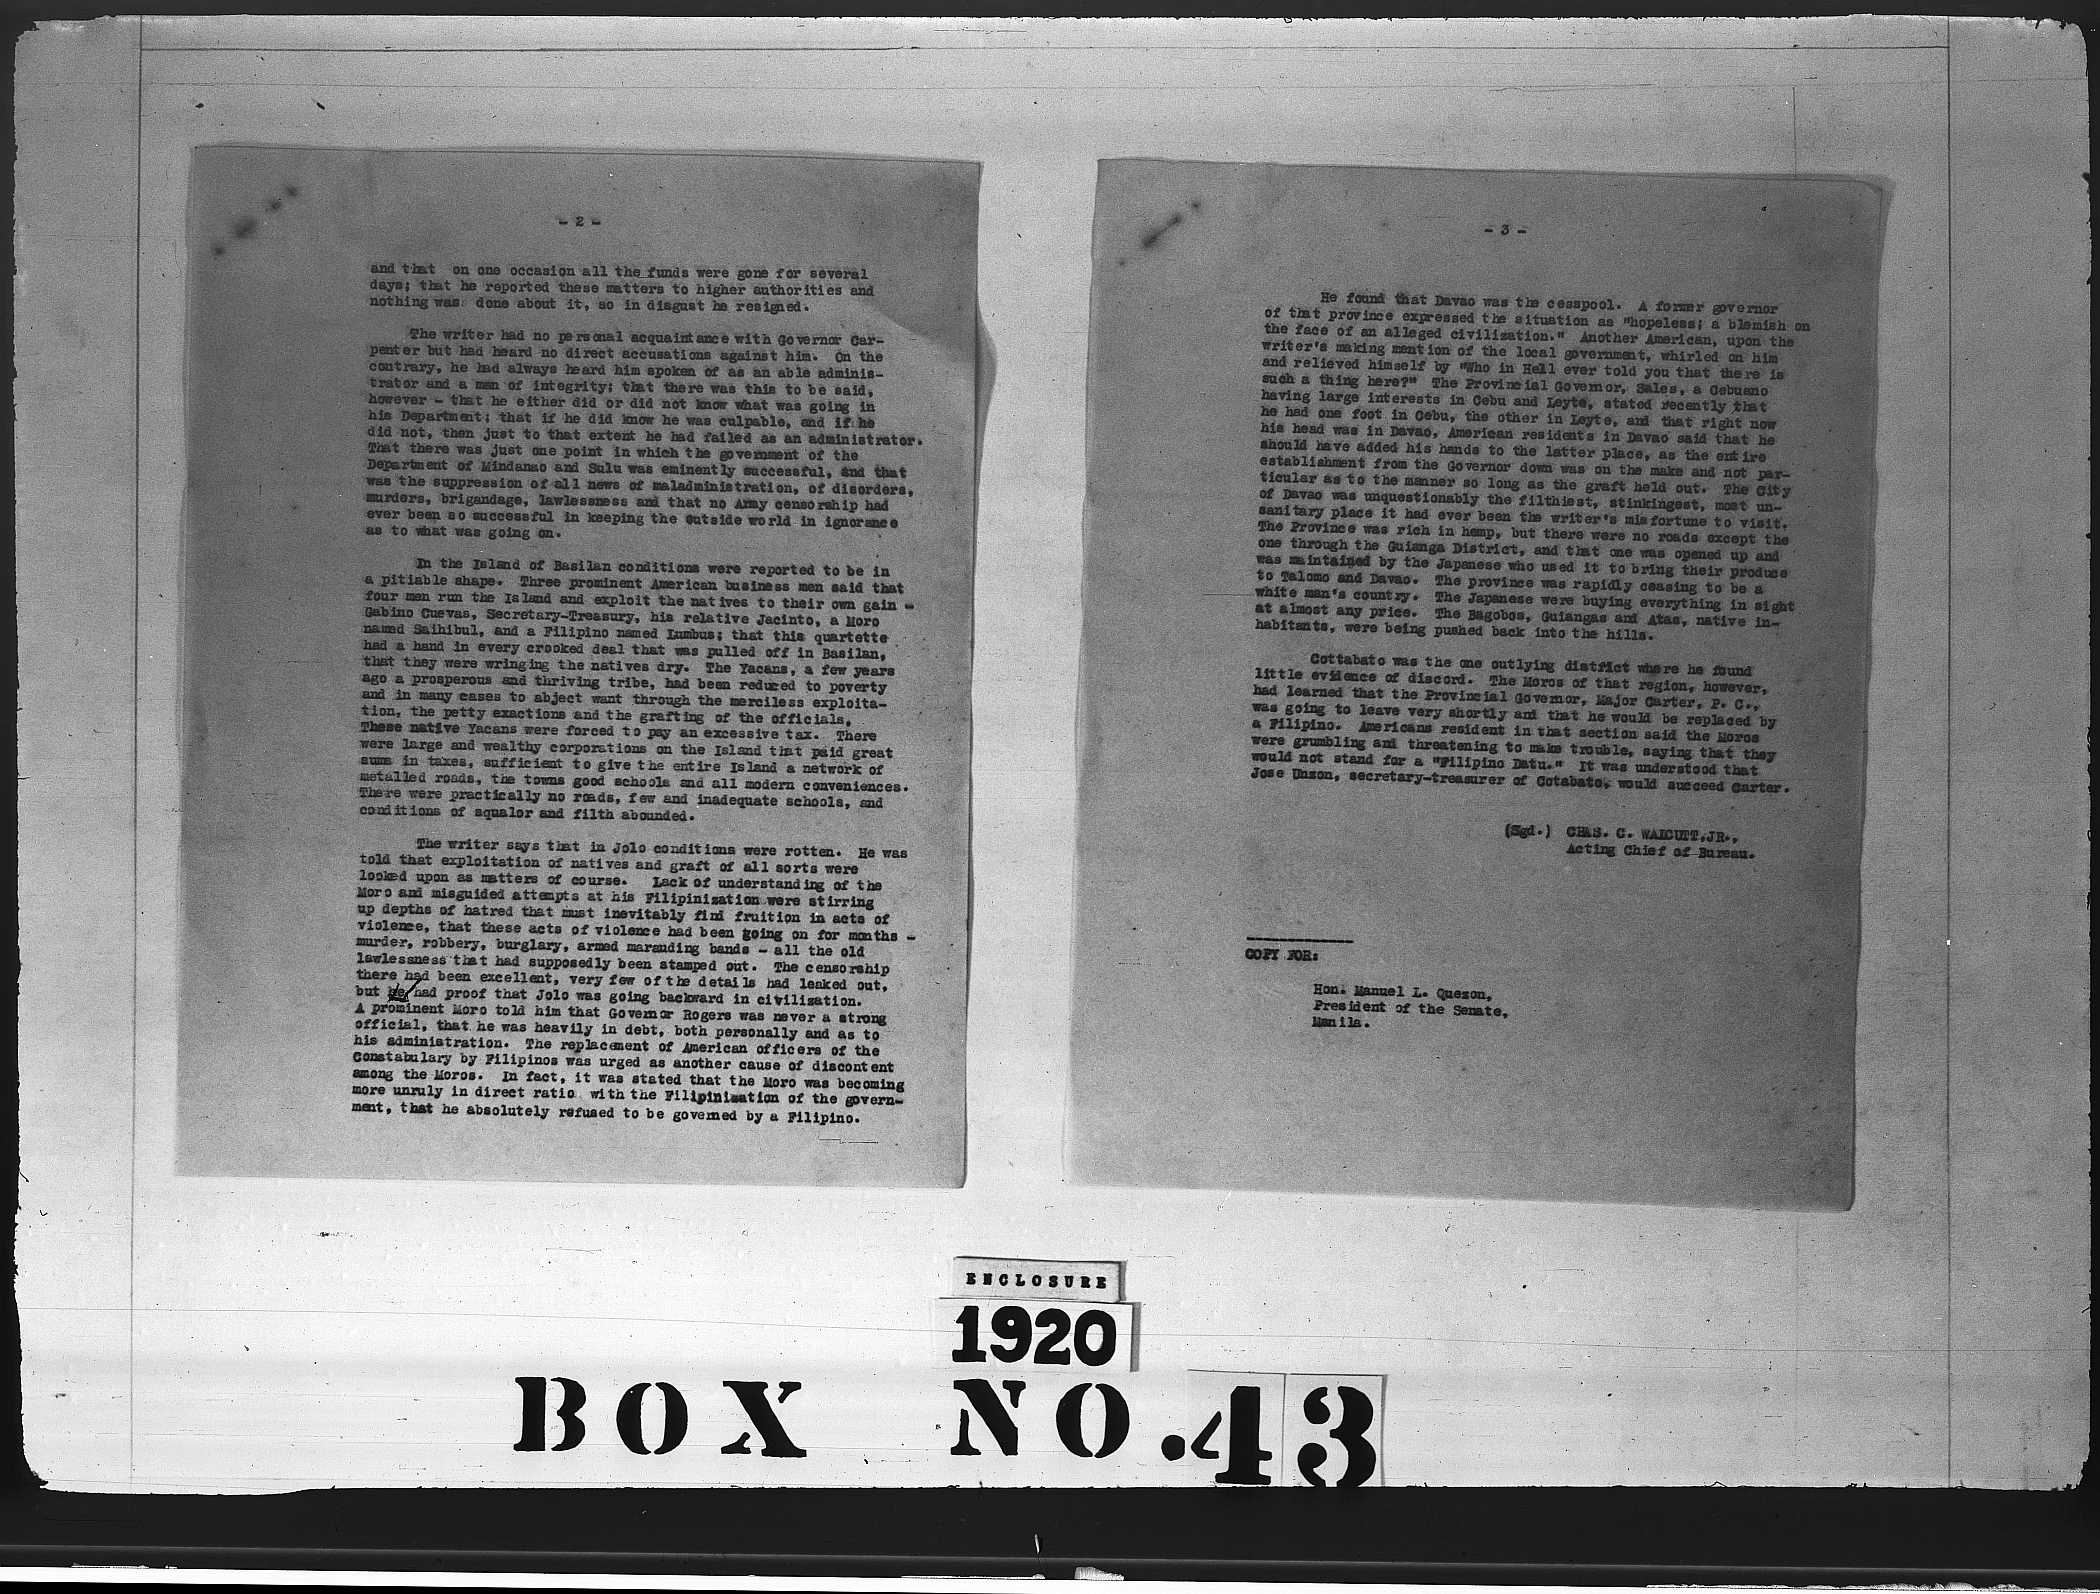 - 2 -
and that on one occasion all the funds were gone for several
days; that he reported these matters to higher authorities and
nothing was done about it, so in disgust he resigned.
The writer had no personal acquaintance with Governor Car-
penter but had heard no direct accusations against him. On the
contrary, he had always heard him spoken of as an able adminis-
trator and a man of integrity; that there was this to be said,
however - that he either did or did not know what was going in
his Department; that if he did know he was culpable, and if he
did not, then just to that extent he had failed as an administrator.
That there was just one point in which the government of the
Department of Mindanao and Sulu was eminently successful, and that
was the suppression of all news of maladministration, of disorders,
murders, brigandage, lawlessness and that no Army censorship had
ever been so successful in keeping the outside world in ignorance
as to what was going on.
In the Island of Basilan conditions were reported to be in
a pitiable shape. Three prominent American business men said that
four men run the Island and exploit the natives to their own gain -
Gabino Cuevas, Secretary-Treasury, his relative Jacinto, a Moro
named Saihibul, and a Filipino named Lumbus; that this quartette
had a hand in every crooked deal that was pulled off in Basilan,
that they were wringing the natives dry. The Yacans, a few years
ago a prosperous and thriving tribe, had been reduced to poverty
and in many cases to abject want through the merciless exploita-
tion, the petty exactions and the grafting of the officials.
These native Yacans were forced to pay an excessive tax. There
were large and wealthy corporations on the Island that paid great
sums in taxes, sufficient to give the entire Island a network of
metalled roads, the towns good schools and all modern conveniences.
There were practically no roads, few and inadequate schools, and
conditions of squalor and filth abounded.
The writer says that in Jolo conditions were rotten. He was
told that exploitation of natives and graft of all sorts were
looked upon as matters of course. Lack of understanding of the
Moro and misguided attempts at his Filipinization were stirring
up depths of hatred that must inevitably find fruition in acts of
violence, that these acts of violence had been going on for months -
murder, robbery, burglary, armed marauding bands - all the old
lawlessness that had supposedly been stamped out. The censorship
there had been excellent, very few of the details had leaked out,
but he had proof that Jolo was going backward in civilization.
A prominent Moro told him that Governor Rogers was never a strong
official, that he was heavily in debt, both personally and as to
his administration. The replacement of American officers of the
Constabulary by Filipinos was urged as another cause of discontent
among the Moros. In fact, it was stated that the Moro was becoming
more unruly in direct ratio with the Filipinization of the govern-
ment, that he absolutely refused to be governed by a Filipino.
- 3 -
He found that Davao was the cesspool. A former governor
of that province expressed the situation as "hopeless; a blemish on
the face of an alleged civilization." Another American, upon the
writer's making mention of the local government, whirled on him
and relieved himself by "Who in Hell ever told you that there is
such a thing here?" The Provincial Governor, Sales, a Cebuano
having large interests in Cebu and Leyte, stated recently that
he had one foot in Cebu, the other in Leyte, and that right now
his head was in Davao, American residents in Davao said that he
should have added his hands to the latter place, as the entire
establishment from the Governor down was on the make and not par-
ticular as to the manner so long as the graft held out. The City
of Davao was unquestionably the filthiest, stinkingest, most un-
sanitary place it had ever been the writer's misfortune to visit.
The Province was rich in hemp, but there were no roads except the
one through the Guianga District, and that one was opened up and
was maintained by the Japanese who used it to bring their produce
to Talomo and Davao. The province was rapidly ceasing to be a
white man's country. The Japanese were buying everything in sight
at almost any price. The Bagobos, Guiangas and Atas, native in-
habitants, were being pushed back into the hills.
Cottabato was the one outlying district where he found
little evidence of discord. The Moros of that region, however,
had learned that the Provincial Governor, Major Carter, P. C.,
was going to leave very shortly and that he would be replaced by
a Filipino. Americans resident in that section said the Moros
were grumbling and threatening to make trouble, saying that they
would not stand for a "Filipino Datu." It was understood that
Jose Unson, secretary-treasurer of Cotabato, would succeed Carter.
(Sgd.) CHAS. C. WALCUTT, JR.,
Acting Chief of Bureau.
COPY FOR:
Hon. Manuel L. Quezon,
President of the Senate,
Manila.
ENCLOSURE
1920
BOX NO. 43